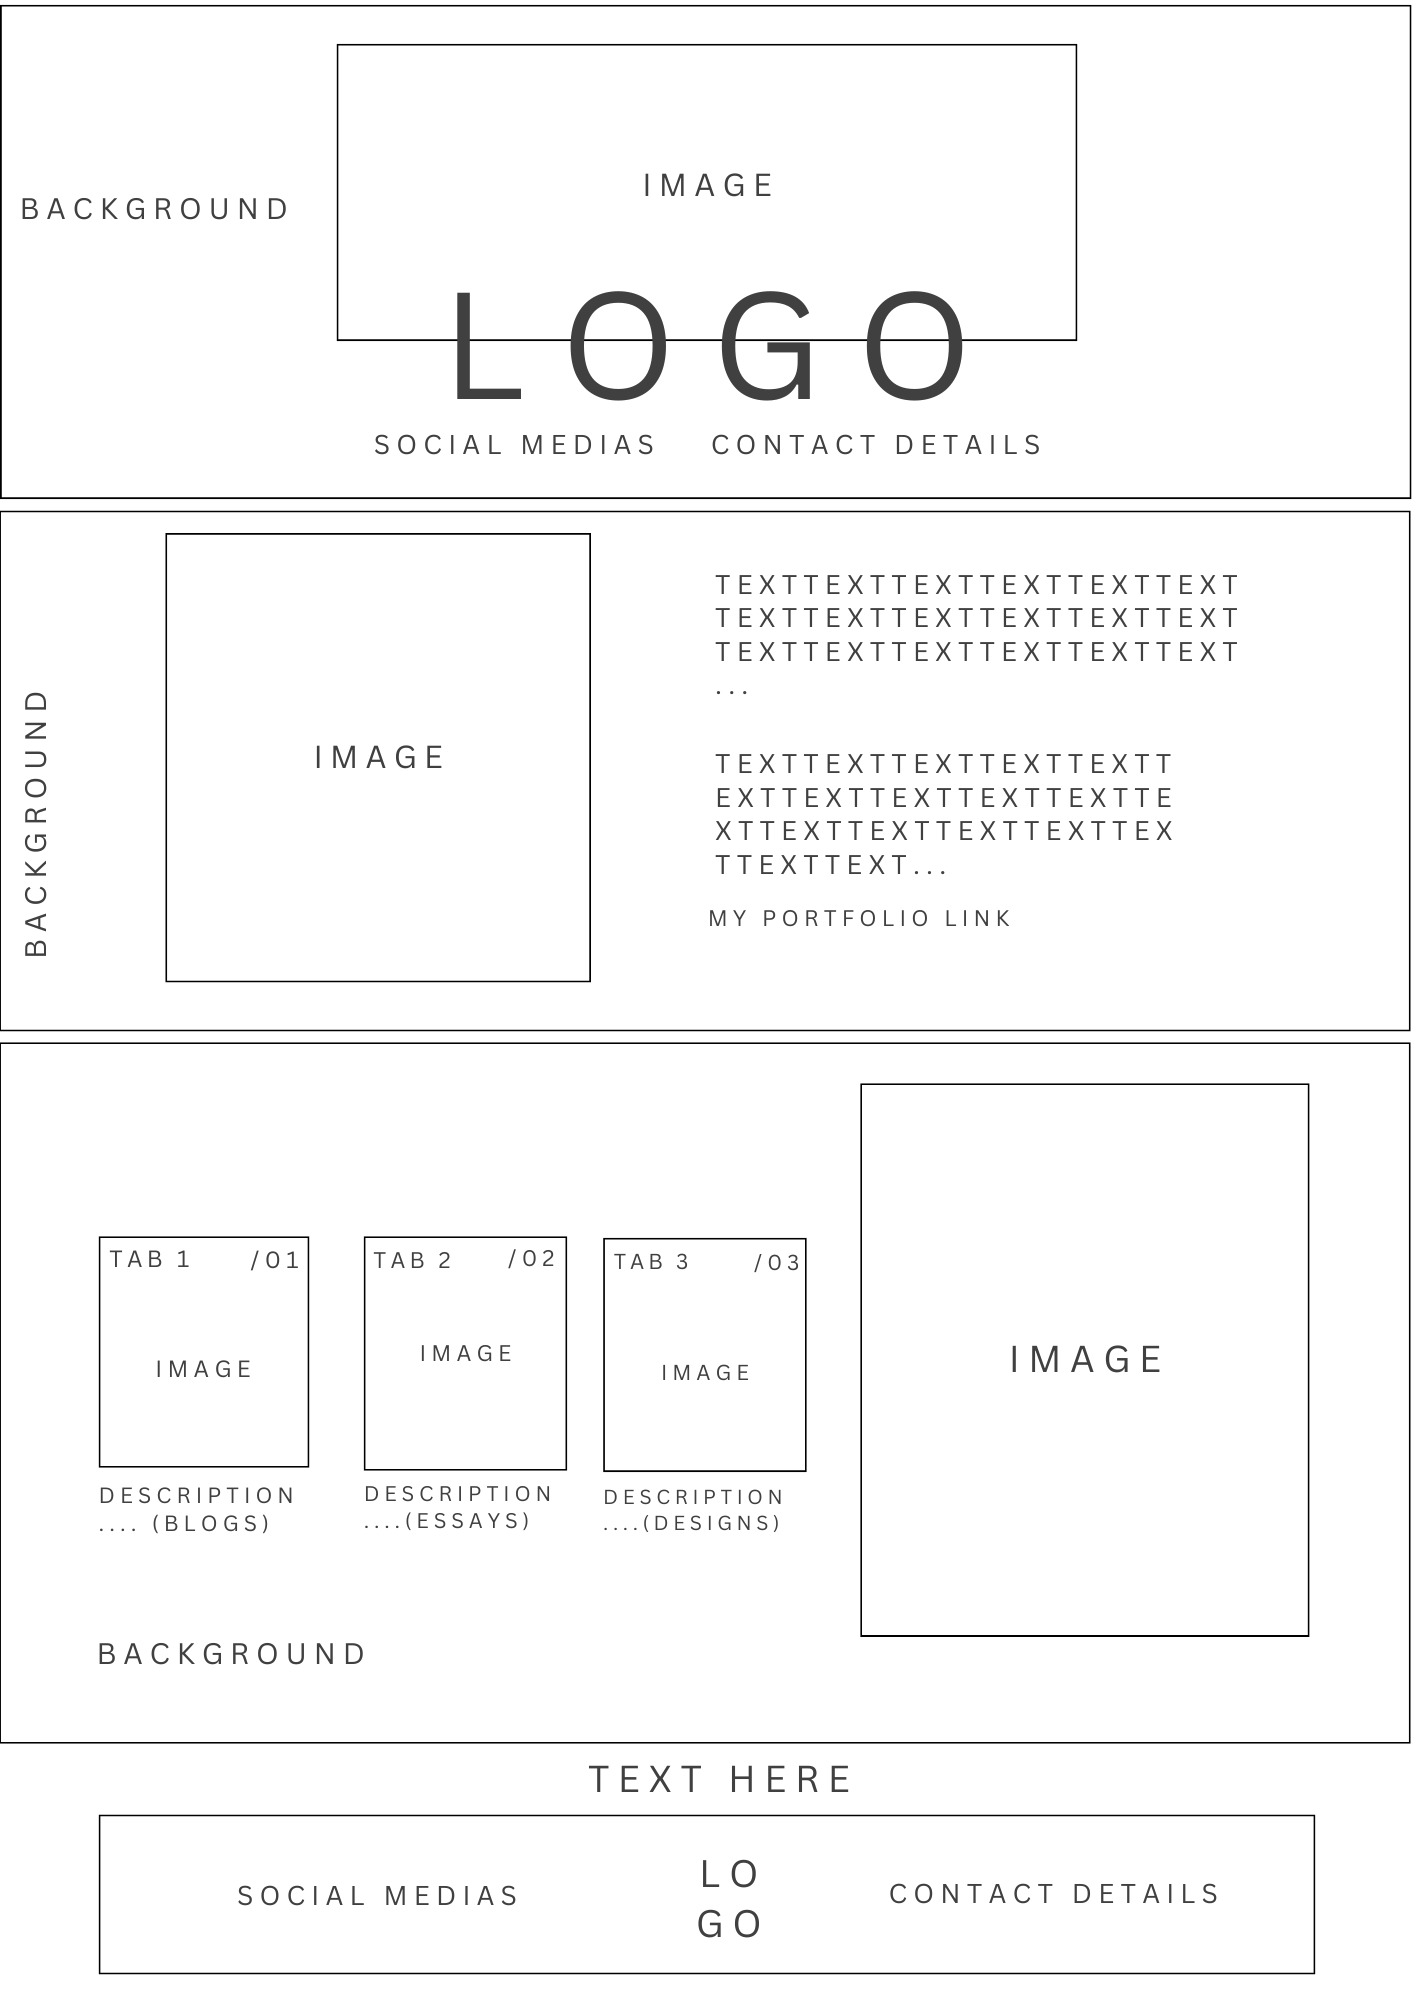 IMAGE
BACKGROUND
LOGO
SOCIAL MEDIAS CONTACT DETAILS
BACKGROUND
IMAGE
TEXTTEXTTEXTTEXTTEXTTEXT
TEXTTEXTTEXTTEXTTEXTTEXT
TEXTTEXTTEXTTEXTTEXTTEXT
...
TEXTTEXTTEXTTEXTTEXTT
EXTTEXTTEXTTEXTTEXTTE
XTTEXTTEXTTEXTTEXTTEX
TTEXTTEXT...
MY PORTFOLIO LINK
TAB 1 /01
IMAGE
DESCRIPTION
.... (BLOGS)
TAB 2 /02
IMAGE
DESCRIPTION
....(ESSAYS)
TAB 3 /03
IMAGE
DESCRIPTION
....(DESIGNS)
IMAGE
BACKGROUND
TEXT HERE
SOCIAL MEDIAS
LO
GO
CONTACT DETAILS